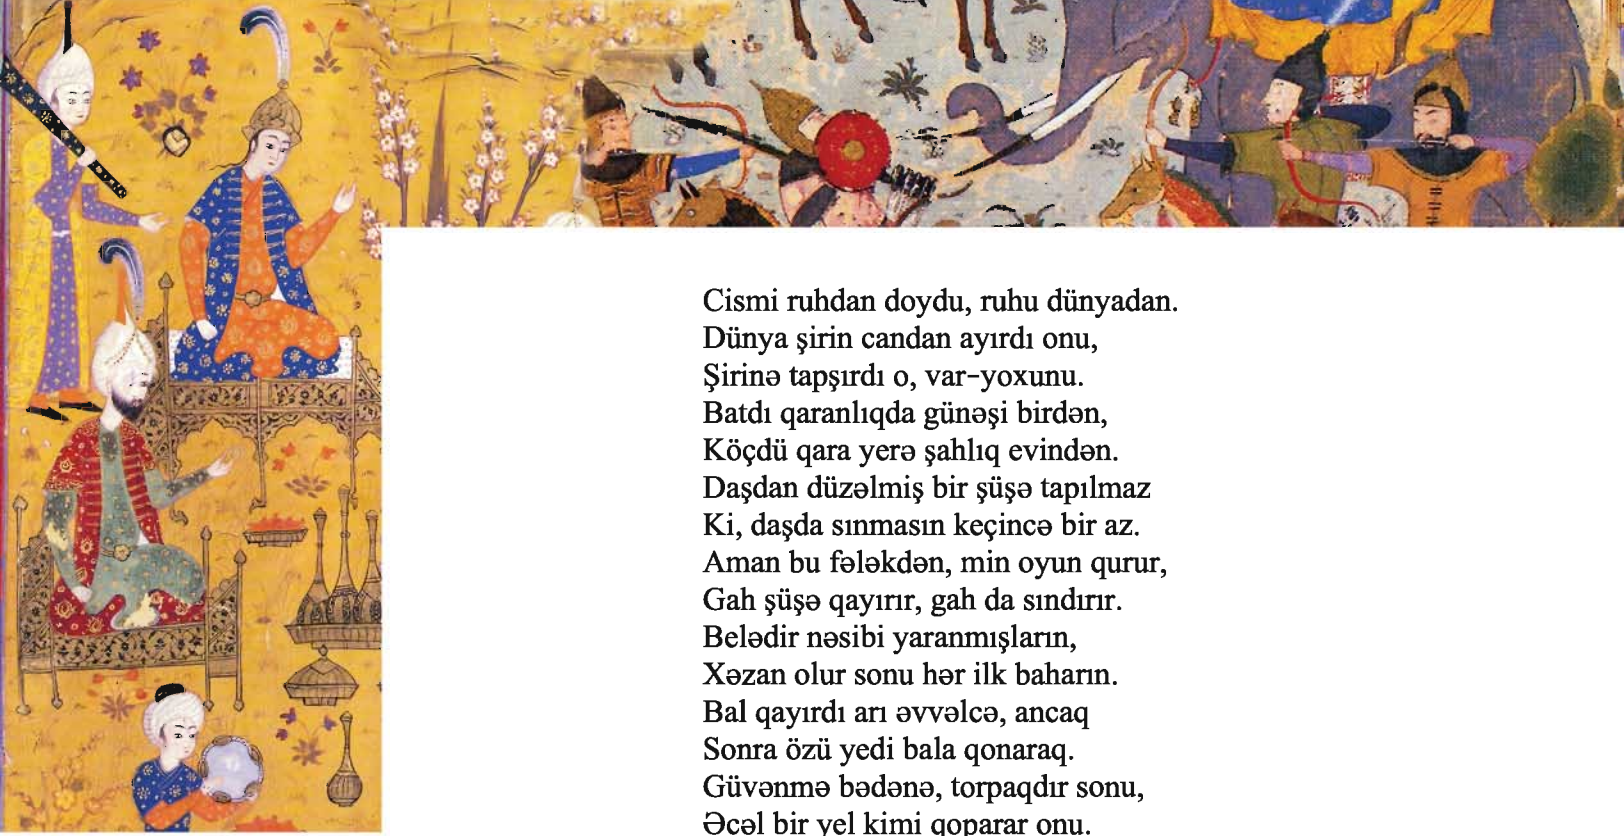 Cismi ruhdan doydu, ruhu dünyadan.
Dünya şirin candan ayırdı onu,
Şirinə tapşırdı o, var-yoxunu.
Batdı qaranlıqda günəşi birdən,
Köçdü qara yerə şahlıq evindən.
Daşdan düzəlmiş bir şüşə tapılmaz
Ki, daşda sınmasın keçincə bir az.
Aman bu fələkdən, min oyun qurur,
Gah şüşə qayırır, gah da sındırır.
Belədir nəsibi yaranmışların,
Xəzan olur sonu hər ilk baharın.
Bal qayırdı arı əvvəlcə, ancaq
Sonra özü yedi bala qonaraq.
Güvənmə bədənə, torpaqdır sonu,
Əcəl bir yel kimi qoparar onu.